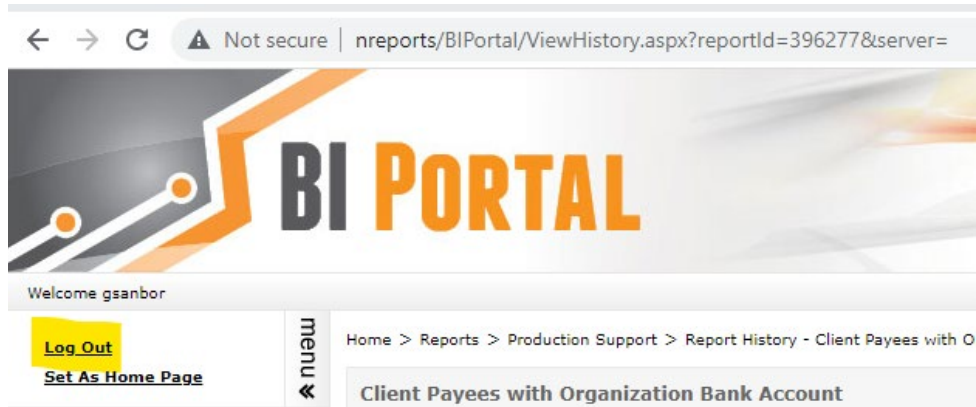 Not secure | nreports/BIPortal/ViewHistory.aspx?reportId=396277&server=
BI PORTAL
Welcome gsanbor
Log Out
Set As Home Page
menu «
Home > Reports > Production Support > Report History - Client Payees with O
Client Payees with Organization Bank Account